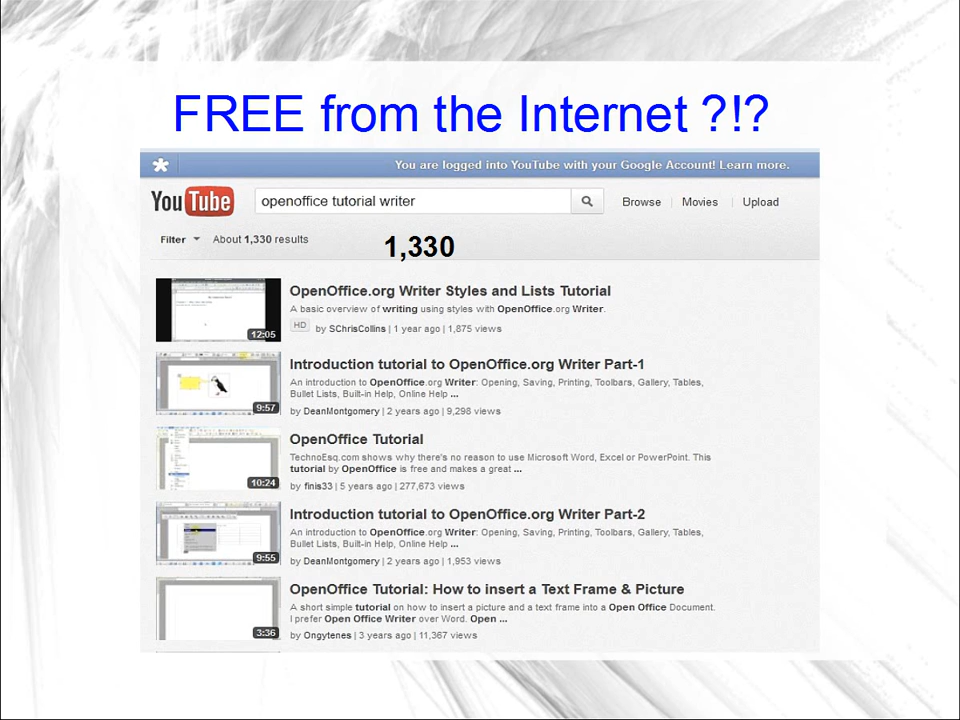 FREE from the Internet ?!?
You are logged into YouTube with your Google Account! Learn more.
YouTube
openoffice tutorial writer
Browse | Movies | Upload
Filter About 1,330 results
1,330
12:05
OpenOffice.org Writer Styles and Lists Tutorial
A basic overview of writing using styles with OpenOffice.org Writer.
HD by SChrisCollins | 1 year ago | 1,875 views
9:57
Introduction tutorial to OpenOffice.org Writer Part-1
An introduction to OpenOffice.org Writer: Opening, Saving, Printing, Toolbars, Gallery, Tables,
Bullet Lists, Built-in Help, Online Help ...
by DeanMontgomery | 2 years ago | 9,298 views
10:24
OpenOffice Tutorial
TechnoEsq.com shows why there's no reason to use Microsoft Word, Excel or PowerPoint. This
tutorial by OpenOffice is free and makes a great ...
by finis33 | 5 years ago | 277,673 views
9:55
Introduction tutorial to OpenOffice.org Writer Part-2
An introduction to OpenOffice.org Writer: Opening, Saving, Printing, Toolbars, Gallery, Tables,
Bullet Lists, Built-in Help, Online Help ...
by DeanMontgomery | 2 years ago | 1,953 views
3:36
OpenOffice Tutorial: How to insert a Text Frame & Picture
A short simple tutorial on how to insert a picture and a text frame into a Open Office Document.
I prefer Open Office Writer over Word. Open ...
by Ongytenes | 3 years ago | 11,367 views